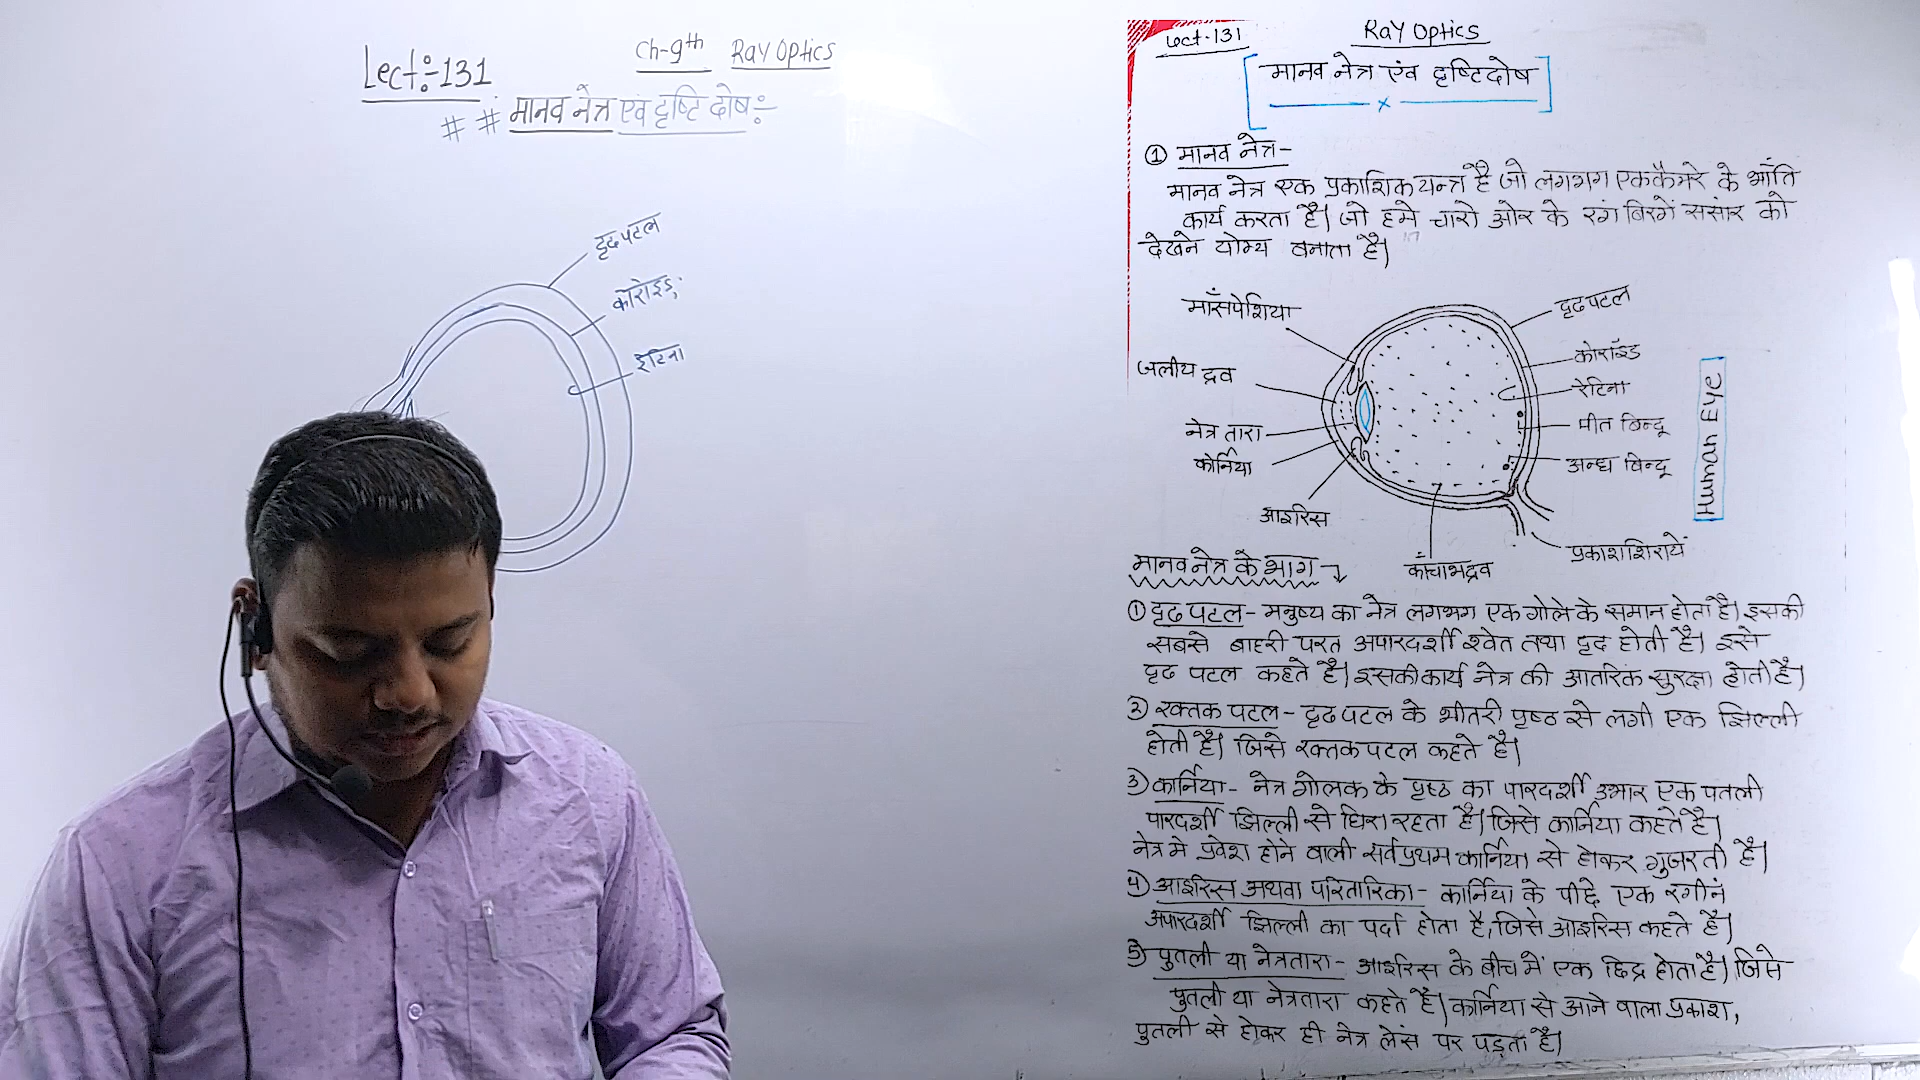 Lect:-131
Ch-9th Ray Optics
# # मानव नेत्र एवं दृष्टि दोष:-
दृढ़ पटल
कोरोइड;
रेटिना
Lect-131
Ray Optics
[मानव नेत्र एंव दृष्टिदोष]
x
① मानव नेत्र-
मानव नेत्र एक प्रकाशिक यन्त्र है जो लगभग एक कैमरे के भाँति
कार्य करता है। जो हमे चारो ओर के रंग बिरगें ससांर को
देखने योग्य बनाता है।
माँसपेशिया
जलीय द्रव
नेत्र तारा
कोर्निया
आइरिस
काँचाभद्रव
दृढ़पटल
कोराॅइड
रेटिना
पीत बिन्दू
अन्ध बिन्दू
प्रकाश शिरायें
Human Eye
मानव नेत्र के भाग →
① दृढ़ पटल - मनुष्य का नेत्र लगभग एक गोले के समान होता है। इसकी
सबसे बाहरी परत अपारदर्शी श्वेत तथा दृढ़ होती है। इसे
दृढ़ पटल कहते है। इसकी कार्य नेत्र की आतंरिक सुरक्षा होती है।
२) रक्तक पटल - दृढ़ पटल के भीतरी पृष्ठ से लगी एक झिल्ली
होती है। जिसे रक्तक पटल कहते है।
3) कार्निया - नेत्र गोलक के पृष्ठ का पारदर्शी उभार एक पतली
पारदर्शी झिल्ली से घिरा रहता है। जिसे कार्निया कहते है।
नेत्र मे प्रवेश होने वाली सर्वप्रथम कार्निया से होकर गुजरती है।
4) आइरिस अथवा परितारिका - कार्निया के पीछे एक रंगीन
अपारदर्शी झिल्ली का पर्दा होता है, जिसे आइरिस कहते है।
5) पुतली या नेत्रतारा - आइरिस के बीच में एक छिद्र होता है। जिसे
पुतली या नेत्रतारा कहते है। कार्निया से आने वाला प्रकाश,
पुतली से होकर ही नेत्र लेंस पर पड़ता है।